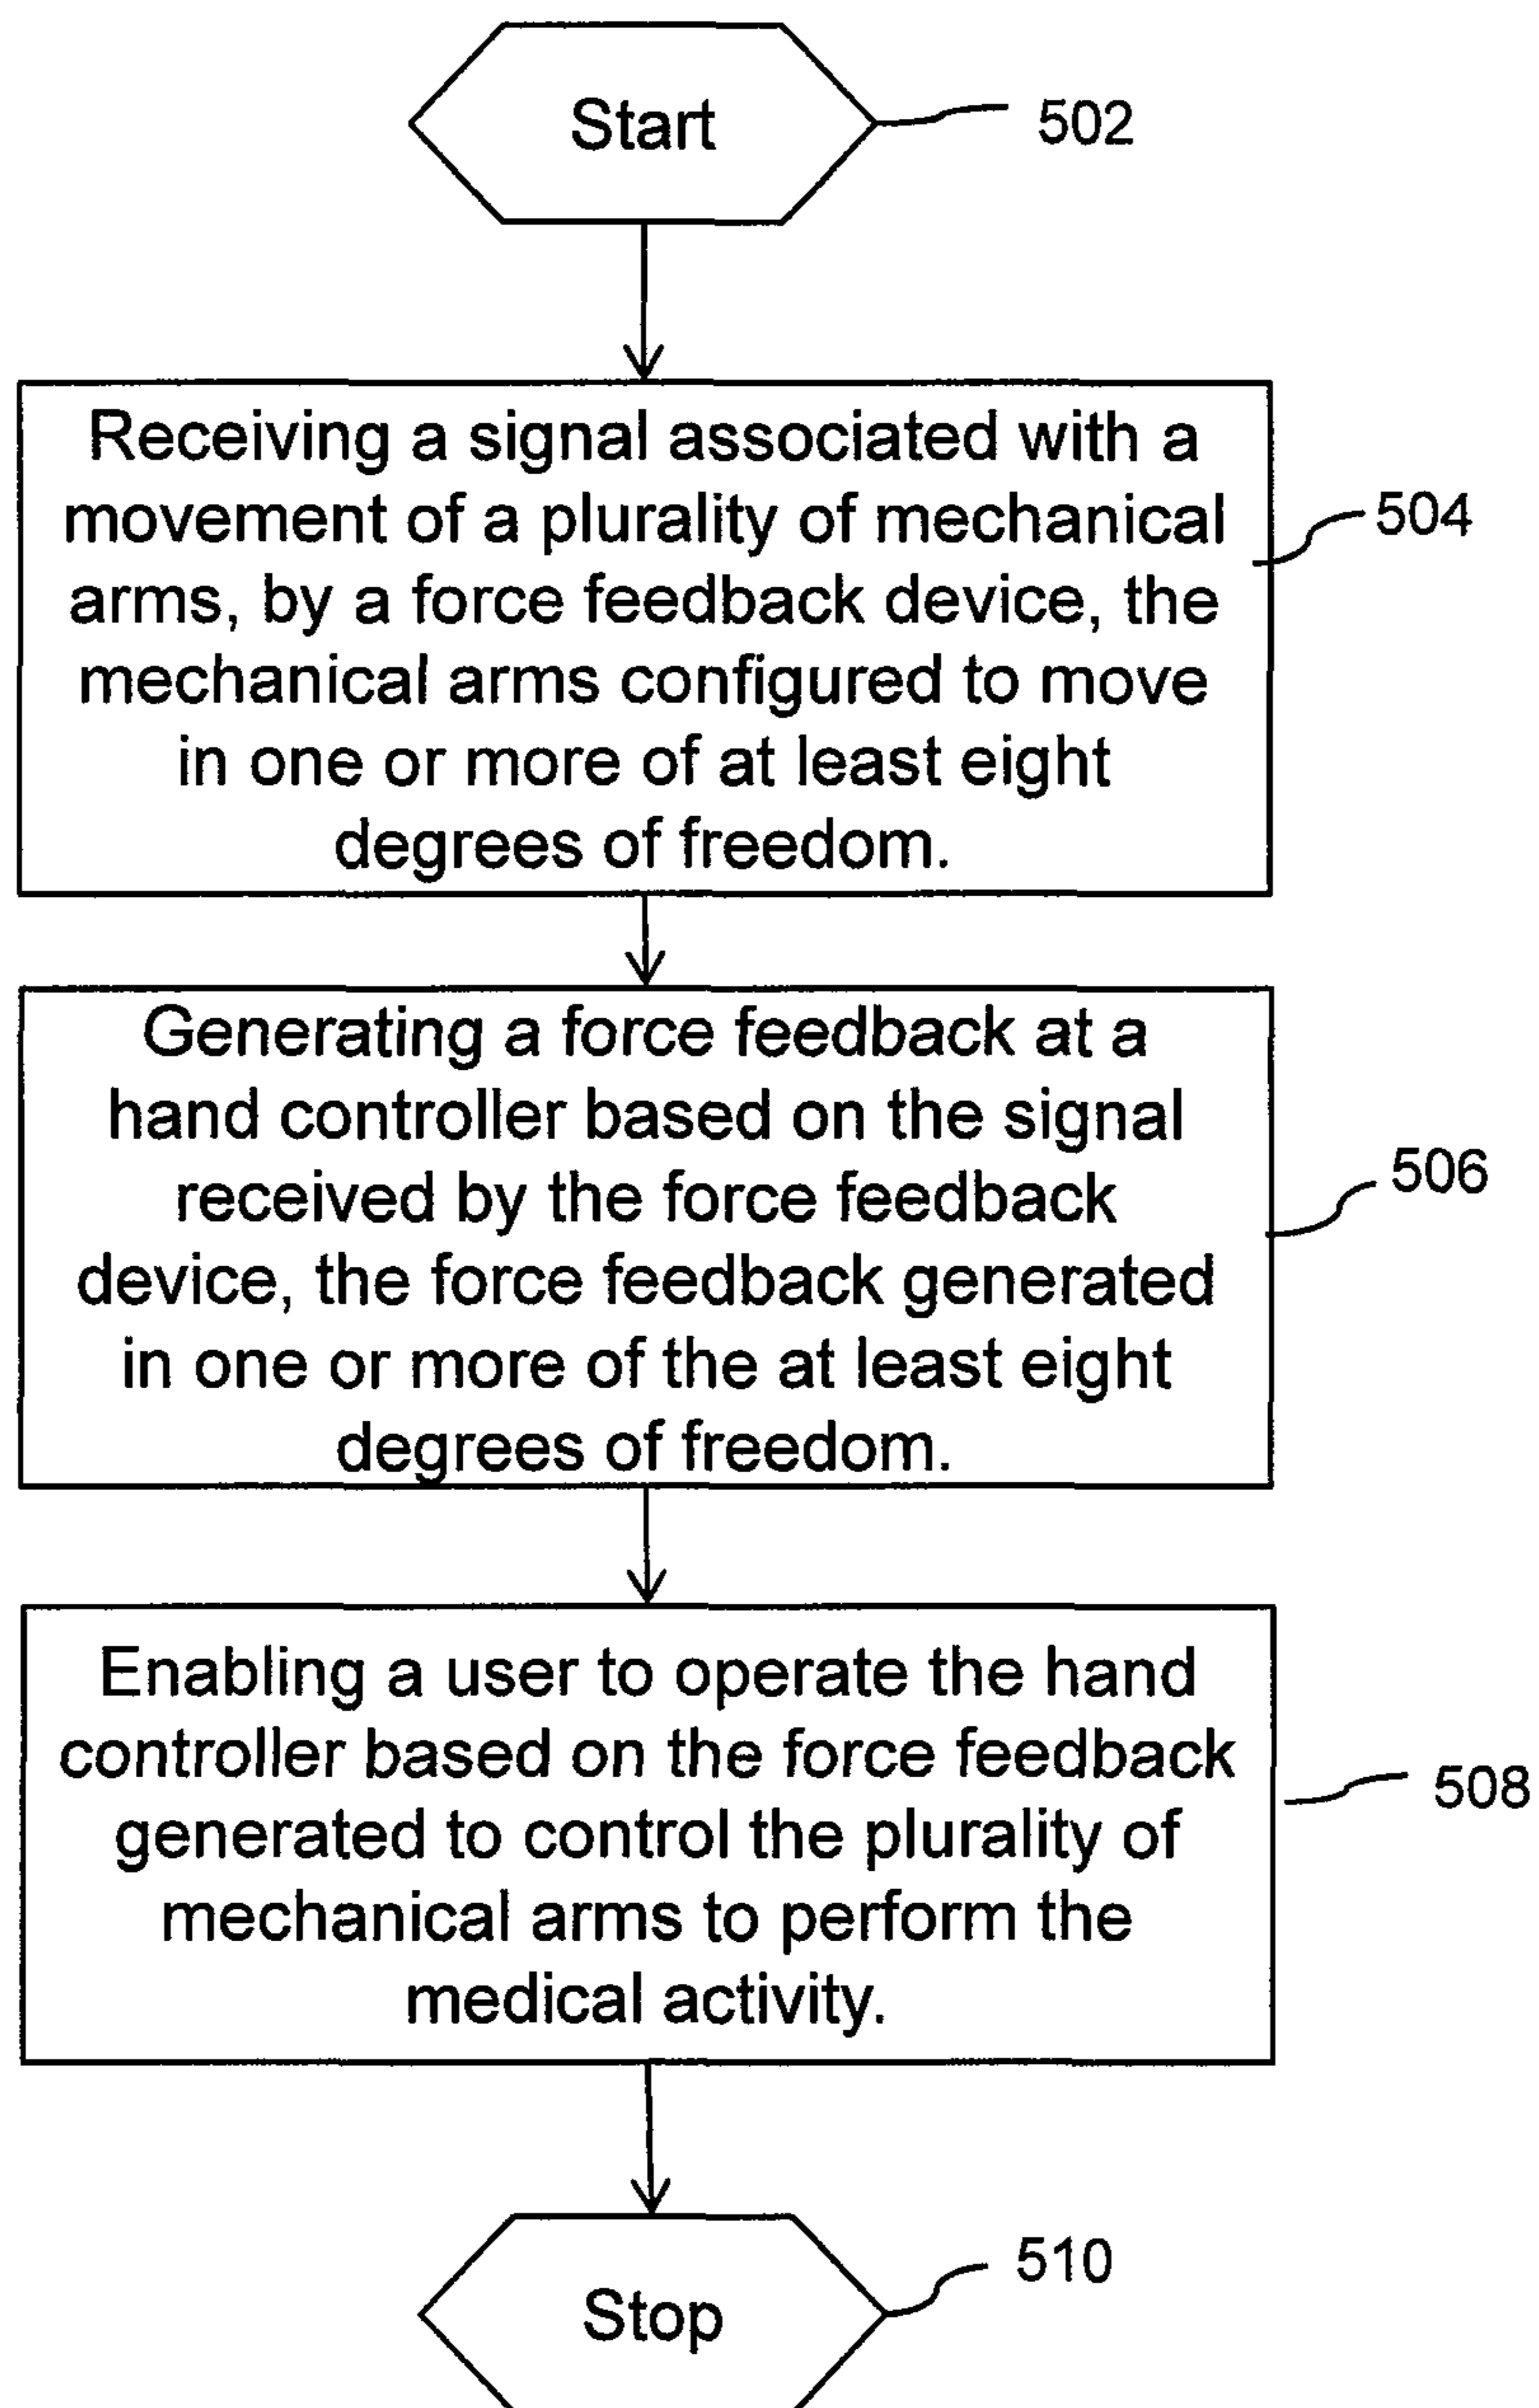 Start
502
Receiving a signal associated with a
movement of a plurality of mechanical
arms, by a force feedback device, the
mechanical arms configured to move
in one or more of at least eight
degrees of freedom.
504
Generating a force feedback at a
hand controller based on the signal
received by the force feedback
device, the force feedback generated
in one or more of the at least eight
degrees of freedom.
506
Enabling a user to operate the hand
controller based on the force feedback
generated to control the plurality of
mechanical arms to perform the
medical activity.
508
Stop
510